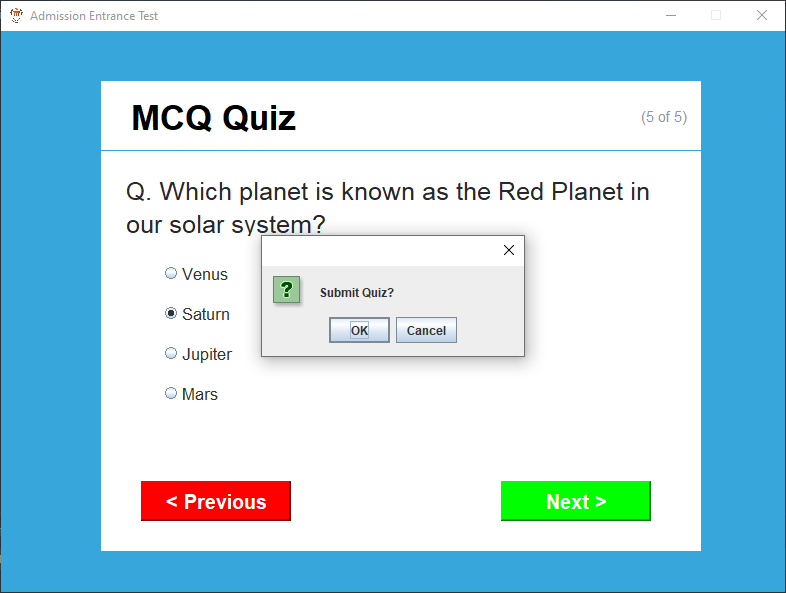 Admission Entrance Test
MCQ Quiz
(5 of 5)
Q. Which planet is known as the Red Planet in
our solar system?
Venus
Saturn
Jupiter
Mars
?
Submit Quiz?
OK
Cancel
< Previous
Next >